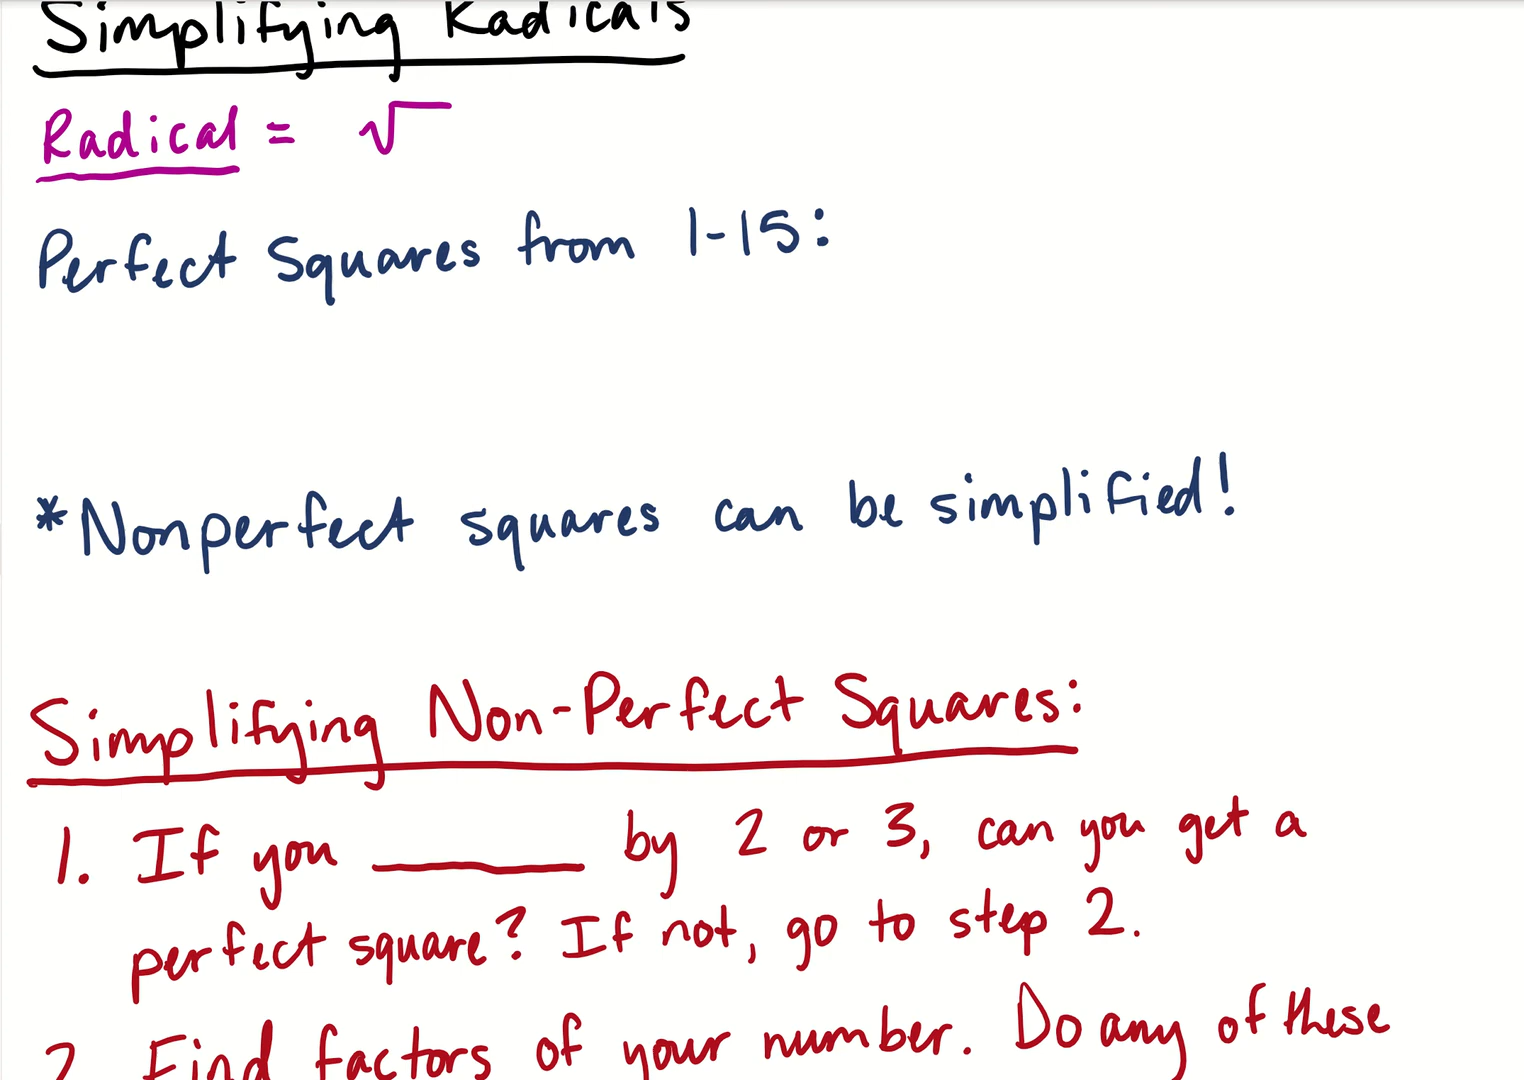 Simplifying Radicals
Radical = √
Perfect Squares from 1-15:
*Nonperfect squares can be simplified!
Simplifying Non-Perfect Squares:
1. If you ______ by 2 or 3, can you get a
perfect square? If not, go to step 2.
2. Find factors of your number. Do any of these